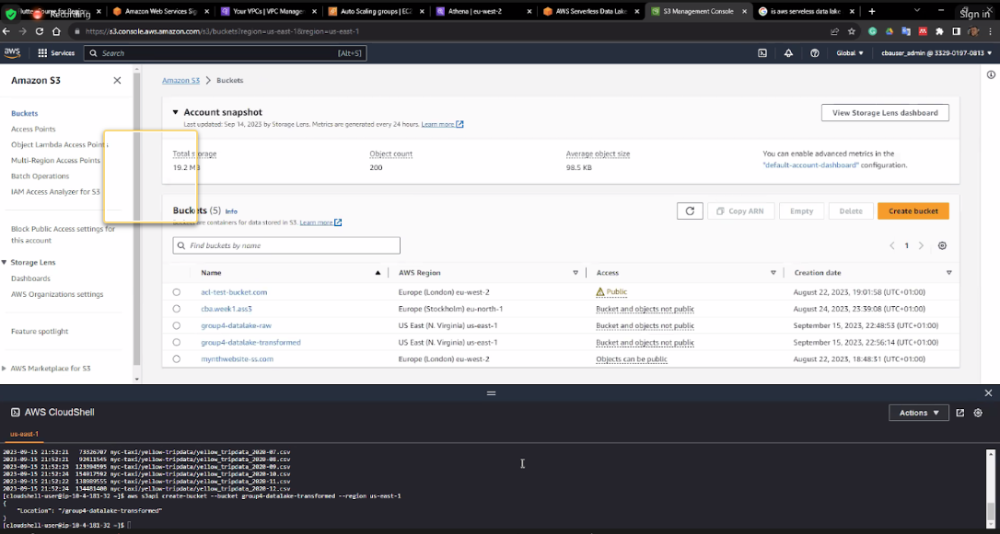 Recording
Amazon Web Services Sig
Your VPCs | VPC Manage
Auto Scaling groups | EC2
Athena | eu-west-2
AWS Serverless Data Lake
S3 Management Console
is aws serveless data lake
Sign in
https://s3.console.aws.amazon.com/s3/buckets?region=us-east-1&region=us-east-1
aws
Services
Search
[Alt+S]
Global
cbauser_admin @ 3329-0197-0813
Amazon S3
Buckets
Access Points
Object Lambda Access Points
Multi-Region Access Points
Batch Operations
IAM Access Analyzer for S3
Block Public Access settings for
this account
Storage Lens
Dashboards
AWS Organizations settings
Feature spotlight
AWS Marketplace for S3
Amazon S3 > Buckets
Account snapshot
Last updated: Sep 14, 2023 by Storage Lens. Metrics are generated every 24 hours. Learn more
View Storage Lens dashboard
Total storage
19.2 MB
Object count
200
Average object size
98.5 KB
You can enable advanced metrics in the
"default-account-dashboard" configuration.
Buckets (5) Info
are containers for data stored in S3. Learn more
Copy ARN
Empty
Delete
Create bucket
Find buckets by name
1
Name AWS Region Access Creation date
acl-test-bucket.com Europe (London) eu-west-2 Public August 22, 2023, 19:01:58 (UTC+01:00)
cba.week1.ass3 Europe (Stockholm) eu-north-1 Bucket and objects not public August 24, 2023, 23:39:08 (UTC+01:00)
group4-datalake-raw US East (N. Virginia) us-east-1 Bucket and objects not public September 15, 2023, 22:48:53 (UTC+01:00)
group4-datalake-transformed US East (N. Virginia) us-east-1 Bucket and objects not public September 15, 2023, 22:56:14 (UTC+01:00)
mynthwebsite-ss.com Europe (London) eu-west-2 Objects can be public August 22, 2023, 18:48:31 (UTC+01:00)
AWS CloudShell
Actions
us-east-1
2023-09-15 21:52:21 73326707 nyc-taxi/yellow-tripdata/yellow_tripdata_2020-07.csv
2023-09-15 21:52:21 92411545 nyc-taxi/yellow-tripdata/yellow_tripdata_2020-08.csv
2023-09-15 21:52:23 123394595 nyc-taxi/yellow-tripdata/yellow_tripdata_2020-09.csv
2023-09-15 21:52:24 154917592 nyc-taxi/yellow-tripdata/yellow_tripdata_2020-10.csv
2023-09-15 21:52:22 138989555 nyc-taxi/yellow-tripdata/yellow_tripdata_2020-11.csv
2023-09-15 21:52:24 134481400 nyc-taxi/yellow-tripdata/yellow_tripdata_2020-12.csv
[cloudshell-user@ip-10-4-181-32 ~]$ aws s3api create-bucket --bucket group4-datalake-transformed --region us-east-1
{
"Location": "/group4-datalake-transformed"
}
[cloudshell-user@ip-10-4-181-32 ~]$